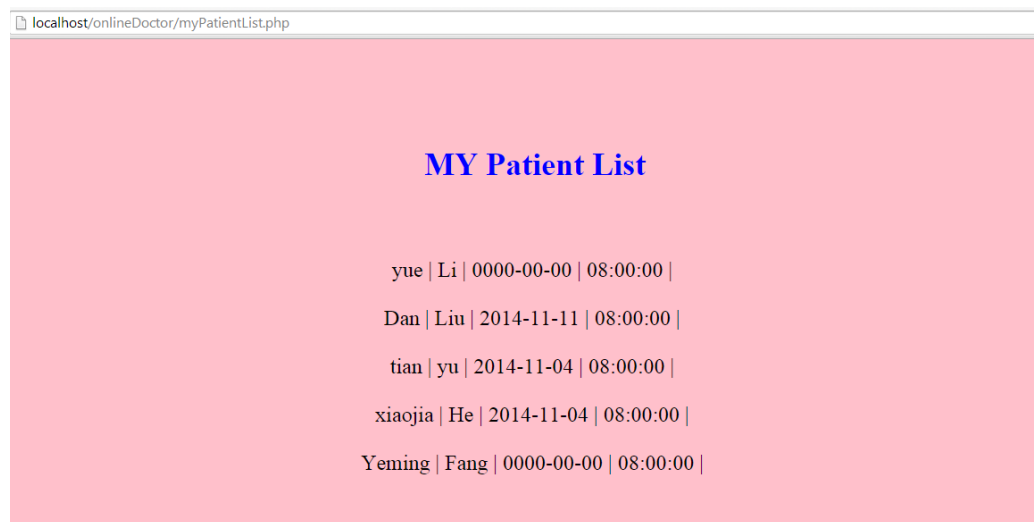 localhost/onlineDoctor/myPatientList.php
MY Patient List
yue | Li | 0000-00-00 | 08:00:00 |
Dan | Liu | 2014-11-11 | 08:00:00 |
tian | yu | 2014-11-04 | 08:00:00 |
xiaojia | He | 2014-11-04 | 08:00:00 |
Yeming | Fang | 0000-00-00 | 08:00:00 |